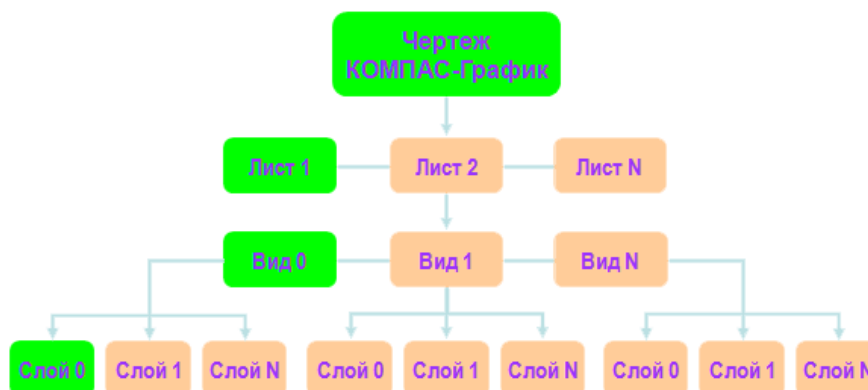 Чертеж
КОМПАС-График
Лист 1
Лист 2
Лист N
Вид 0
Вид 1
Вид N
Слой 0
Слой 1
Слой N
Слой 0
Слой 1
Слой N
Слой 0
Слой 1
Слой N